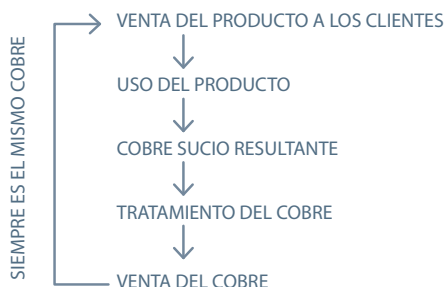 VENTA DEL PRODUCTO A LOS CLIENTES
USO DEL PRODUCTO
COBRE SUCIO RESULTANTE
TRATAMIENTO DEL COBRE
VENTA DEL COBRE
SIEMPRE ES EL MISMO COBRE